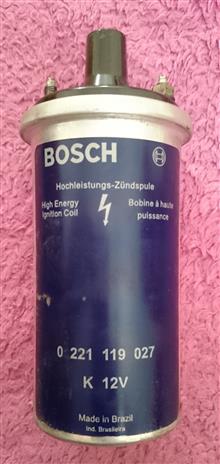 BOSCH
Hochleistungs-Zündspule
High Energy Bobine à haute
Ignition Coil puissance
0 221 119 027
K 12V
Made in Brazil
Ind. Brasileira